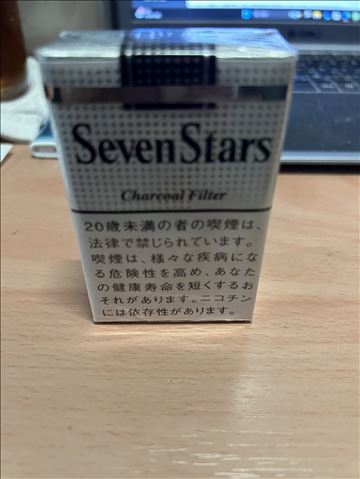 Seven Stars
Charcoal Filter
20歳未満の者の喫煙は、
法律で禁じられています。
喫煙は、様々な疾病にな
る危険性を高め、あなた
の健康寿命を短くするお
それがあります。ニコチン
には依存性があります。